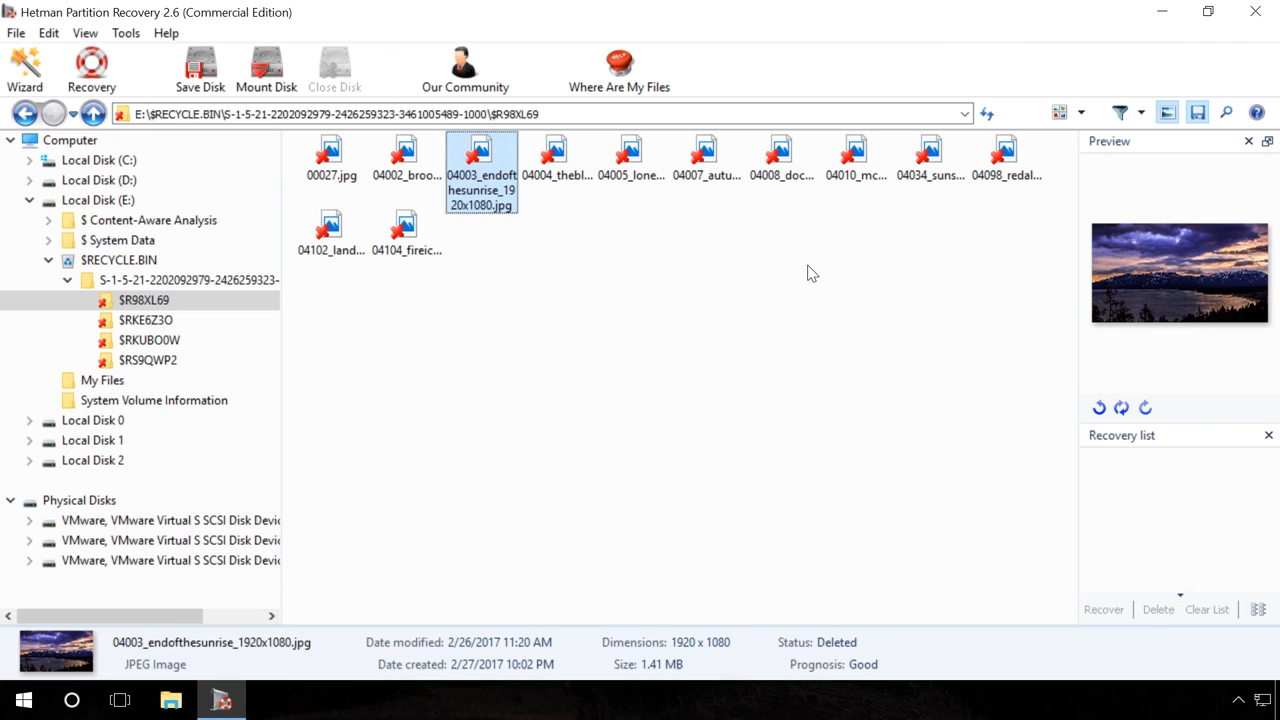 Hetman Partition Recovery 2.6 (Commercial Edition)
File Edit View Tools Help
Wizard Recovery Save Disk Mount Disk Close Disk Our Community Where Are My Files
HELP
E:\$RECYCLE.BIN\S-1-5-21-2202092979-2426259323-3461005489-1000\$R98XL69
Computer
Local Disk (C:)
Local Disk (D:)
Local Disk (E:)
$ Content-Aware Analysis
$ System Data
$RECYCLE.BIN
S-1-5-21-2202092979-2426259323-
$R98XL69
$RKE6Z3O
$RKUBO0W
$RS9QWP2
My Files
System Volume Information
Local Disk 0
Local Disk 1
Local Disk 2
Physical Disks
VMware, VMware Virtual S SCSI Disk Devic
VMware, VMware Virtual S SCSI Disk Devic
VMware, VMware Virtual S SCSI Disk Devic
00027.jpg
04002_broo...
04003_endoft
hesunrise_19
20x1080.jpg
04004_thebl...
04005_lone...
04007_autu...
04008_doc...
04010_mc...
04034_suns...
04098_redal...
04102_land...
04104_fireic...
Preview
Recovery list
Recover Delete Clear List
04003_endofthesunrise_1920x1080.jpg
JPEG Image
Date modified: 2/26/2017 11:20 AM
Date created: 2/27/2017 10:02 PM
Dimensions: 1920 x 1080
Size: 1.41 MB
Status: Deleted
Prognosis: Good